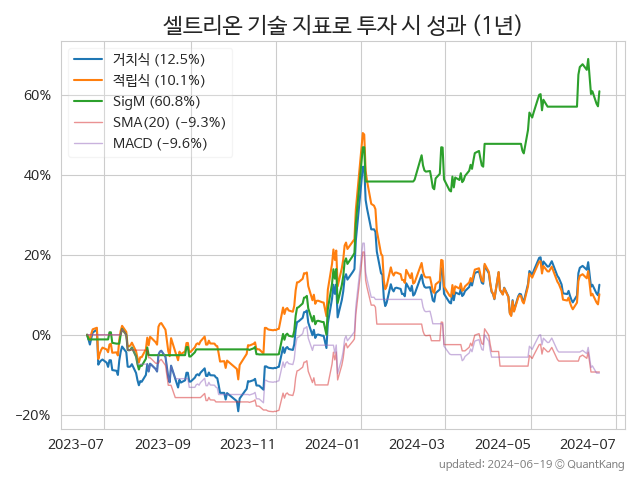 셀트리온 기술 지표로 투자 시 성과 (1년)
거치식 (12.5%)
적립식 (10.1%)
SigM (60.8%)
SMA(20) (−9.3%)
MACD (−9.6%)
60%
40%
20%
0%
−20%
2023-07 2023-09 2023-11 2024-01 2024-03 2024-05 2024-07
updated: 2024-06-19 © QuantKang